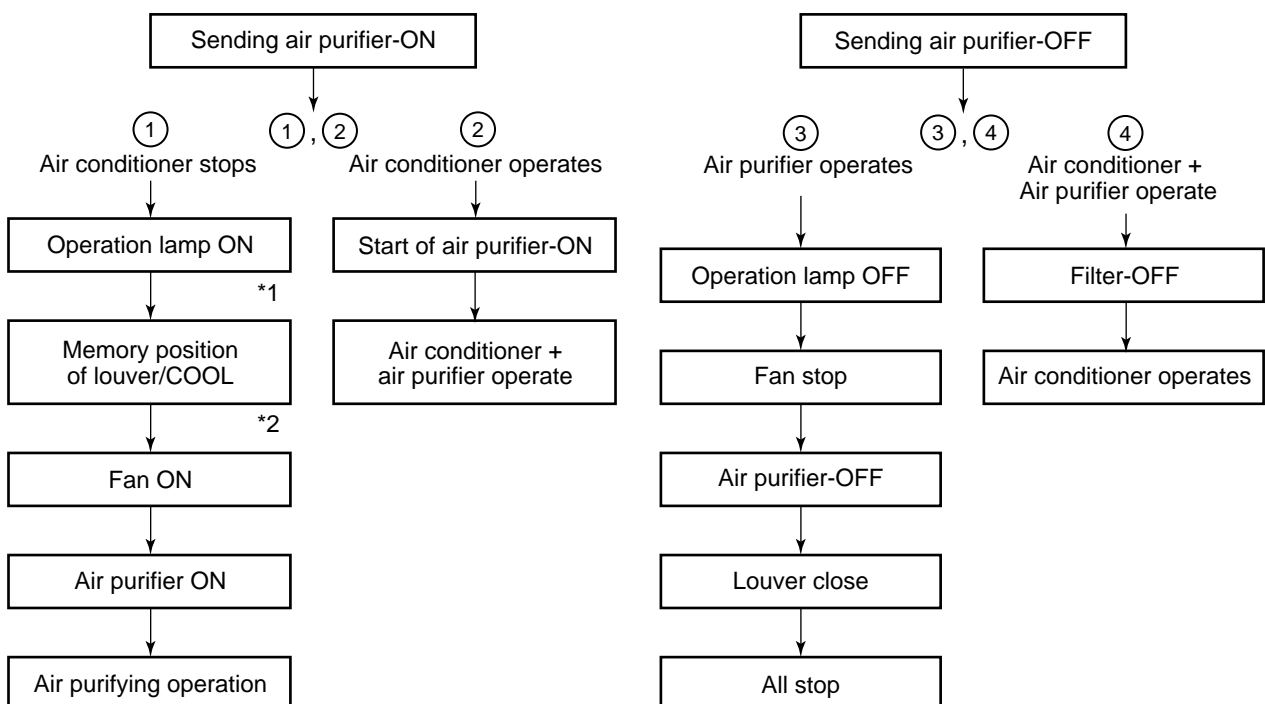 Sending air purifier-ON
1 , 2
1
Air conditioner stops
Operation lamp ON
*1
Memory position
of louver/COOL
*2
Fan ON
Air purifier ON
Air purifying operation
2
Air conditioner operates
Start of air purifier-ON
Air conditioner +
air purifier operate
Sending air purifier-OFF
3 , 4
3
Air purifier operates
Operation lamp OFF
Fan stop
Air purifier-OFF
Louver close
All stop
4
Air conditioner +
Air purifier operate
Filter-OFF
Air conditioner operates